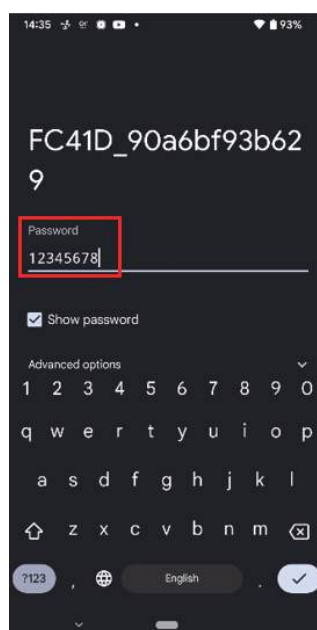 14:35
93%
FC41D_90a6bf93b62
9
Password
12345678
Show password
Advanced options
1 2 3 4 5 6 7 8 9 0
q w e r t y u i o p
a s d f g h j k l
z x c v b n m
?123 , English .